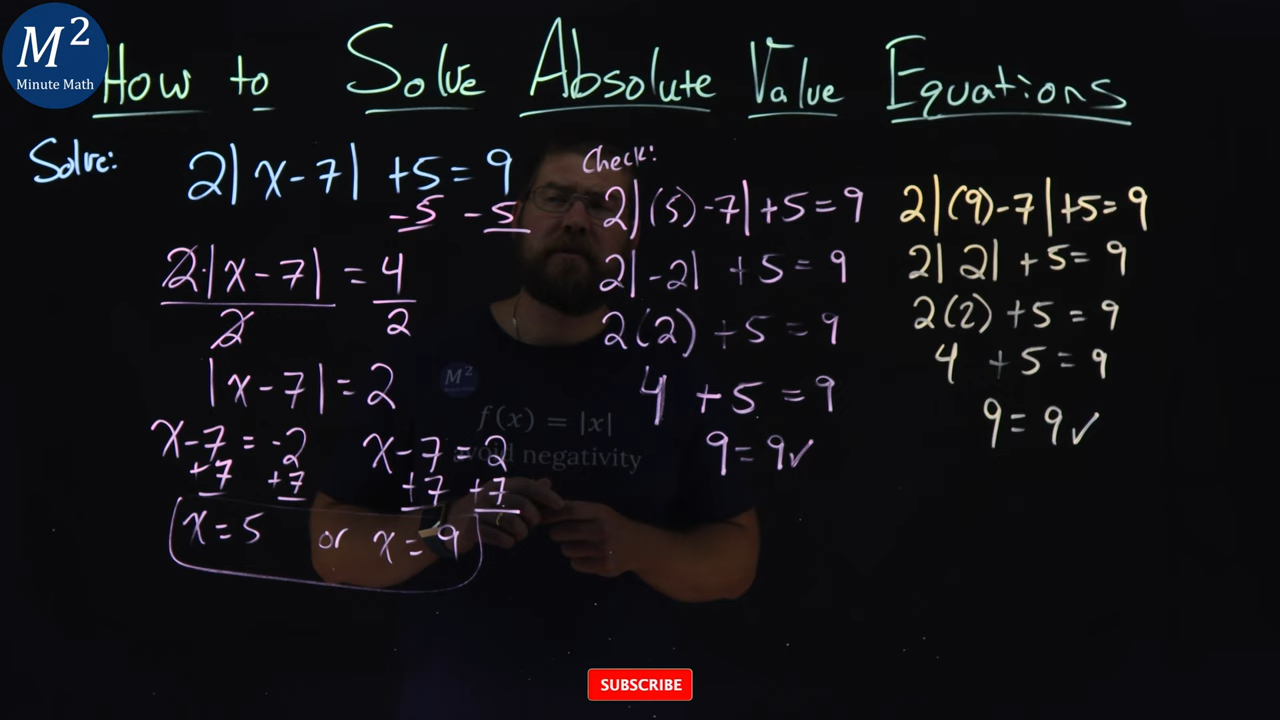 M²
Minute Math
How to Solve Absolute Value Equations
Solve:
2|x-7| +5=9
-5 -5
2·|x-7| = 4
2 2
|x-7|=2
x-7=-2
+7 +7
x=5
or
x-7=2
+7 +7
x=9
Check:
2|(5)-7|+5=9
2|-2| +5=9
2(2) +5=9
4 +5=9
9=9✓
2|(9)-7|+5=9
2|2| +5=9
2(2) +5=9
4 +5=9
9=9✓
M²
f(x) = |x|
avoid negativity
SUBSCRIBE